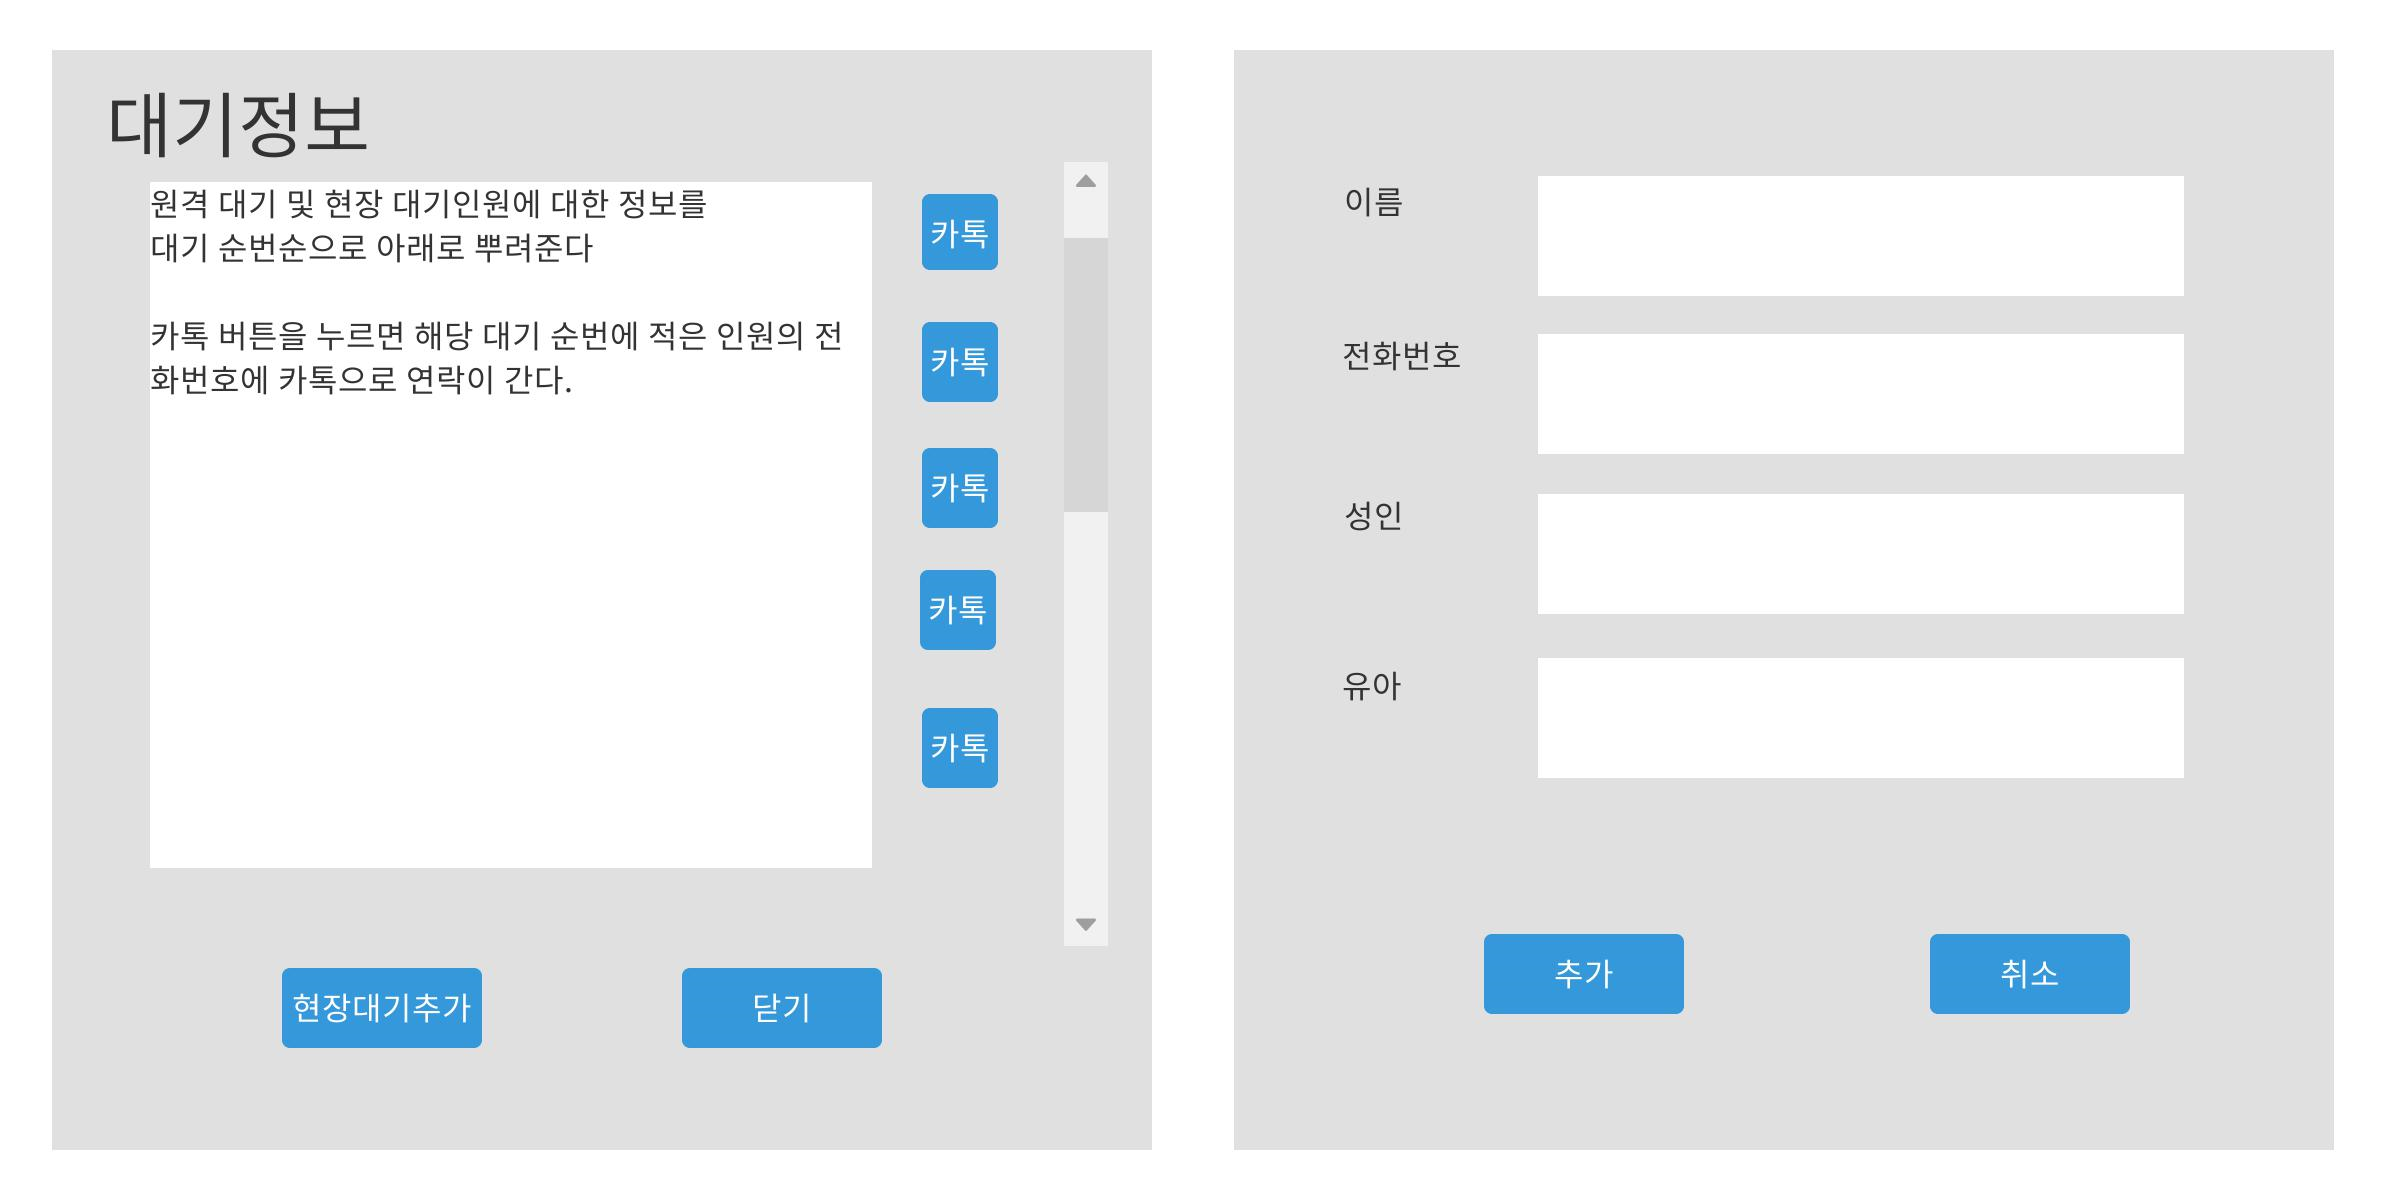 대기정보
원격 대기 및 현장 대기인원에 대한 정보를
대기 순번순으로 아래로 뿌려준다
카톡 버튼을 누르면 해당 대기 순번에 적은 인원의 전
화번호에 카톡으로 연락이 간다.
카톡
카톡
카톡
카톡
카톡
현장대기추가
닫기
이름
전화번호
성인
유아
추가
취소